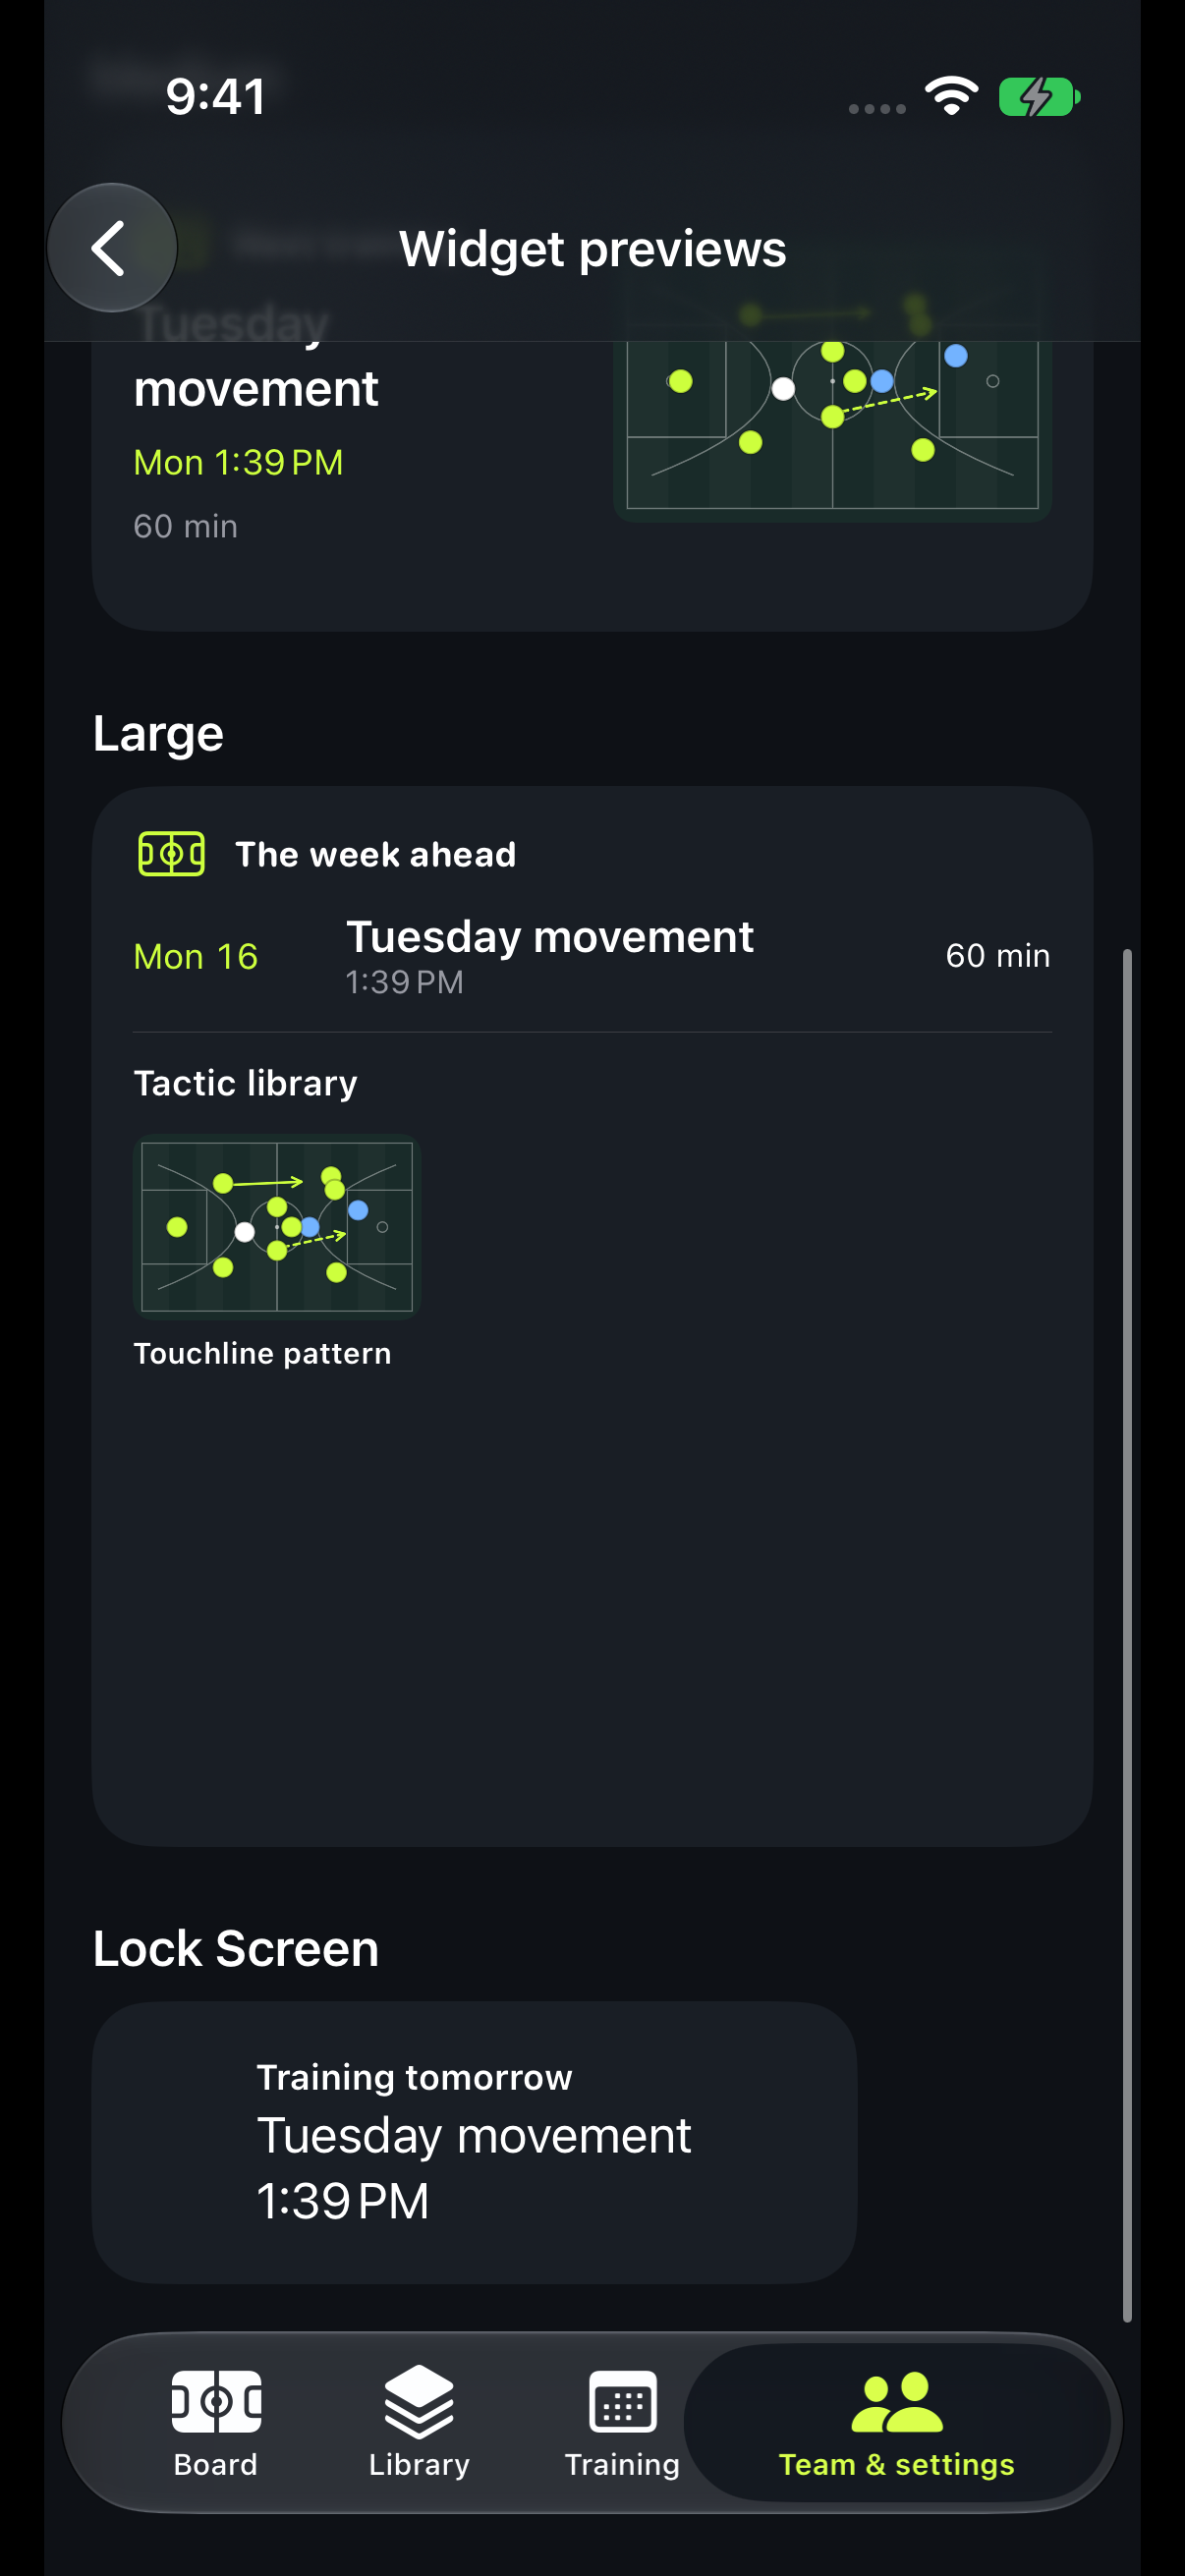 9:41
Widget previews
Tuesday
movement
Mon 1:39 PM
60 min
Large
The week ahead
Mon 16
Tuesday movement
1:39 PM
60 min
Tactic library
Touchline pattern
Lock Screen
Training tomorrow
Tuesday movement
1:39 PM
Board
Library
Training
Team & settings